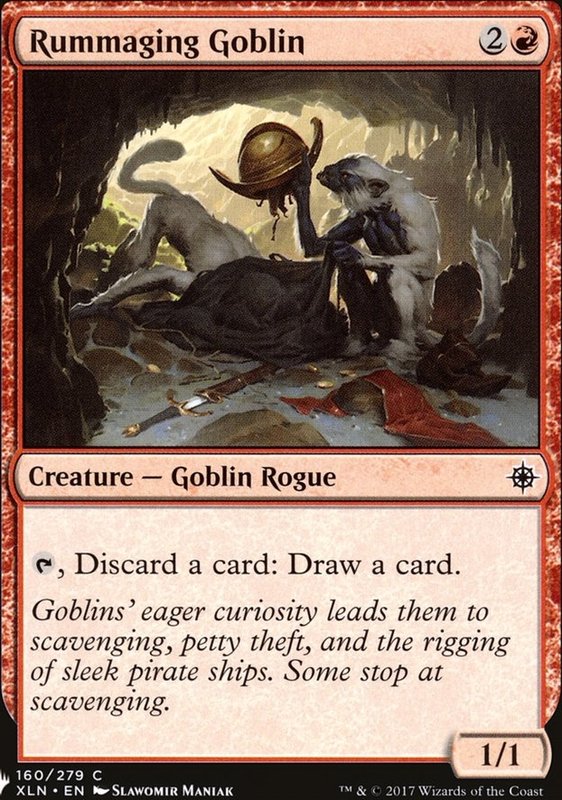 Rummaging Goblin 2
Creature — Goblin Rogue
, Discard a card: Draw a card.
Goblins' eager curiosity leads them to
scavenging, petty theft, and the rigging
of sleek pirate ships. Some stop at
scavenging.
1/1
160/279 C
XLN • EN Slawomir Maniak
™ & © 2017 Wizards of the Coast